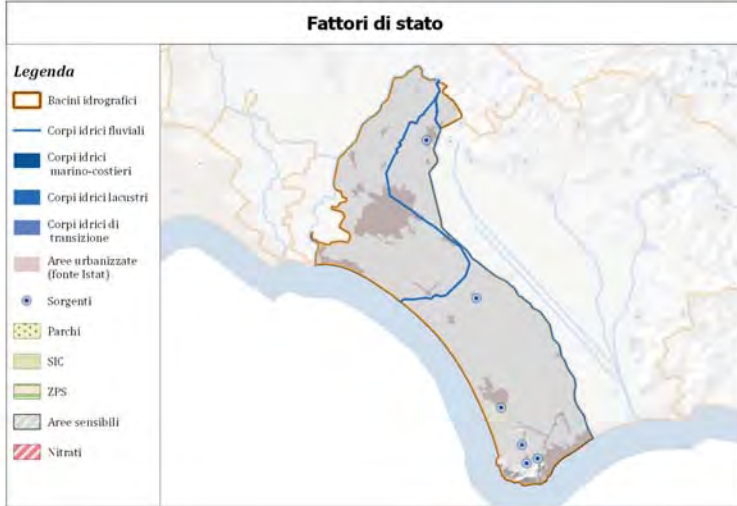 Fattori di stato
Legenda
Bacini idrografici
Corpi idrici fluviali
Corpi idrici
marino-costieri
Corpi idrici lacustri
Corpi idrici di
transizione
Aree urbanizzate
(fonte Istat)
Sorgenti
Parchi
SIC
ZPS
Aree sensibili
Nitrati